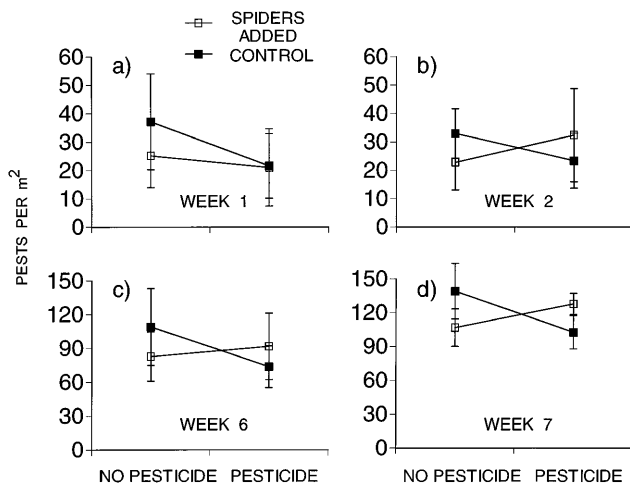 SPIDERS
ADDED
CONTROL
PESTS PER m²
a)
60
50
40
30
20
10
0
WEEK 1
b)
60
50
40
30
20
10
0
WEEK 2
c)
150
120
90
60
30
0
WEEK 6
d)
150
120
90
60
30
0
WEEK 7
NO PESTICIDE PESTICIDE
NO PESTICIDE PESTICIDE